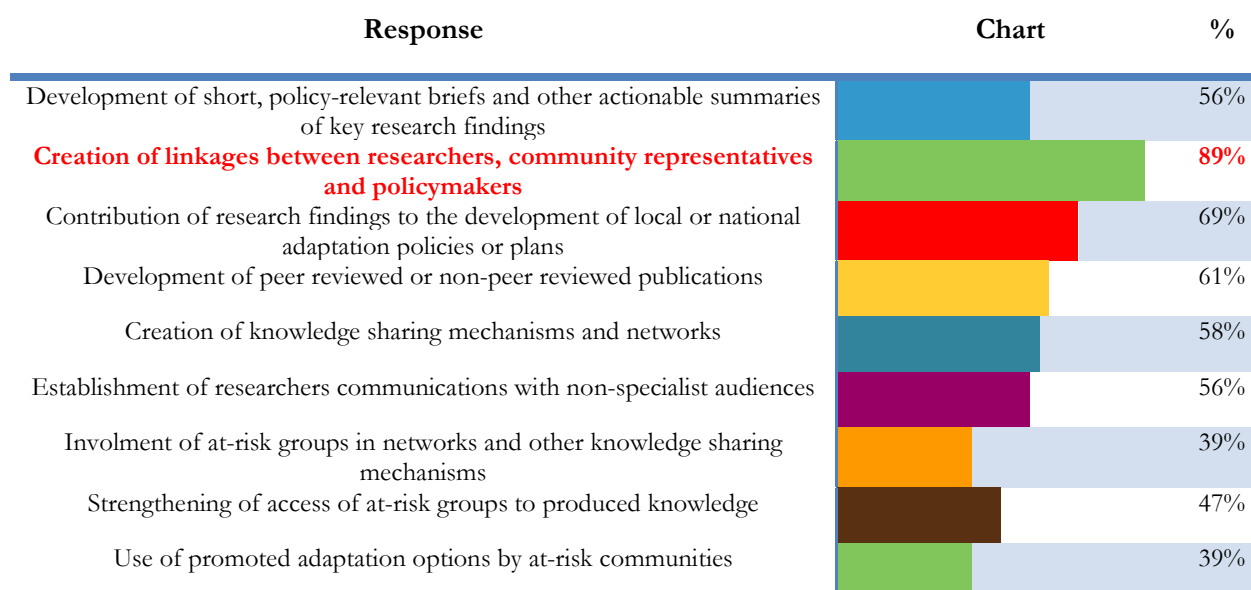 Response Chart %
Development of short, policy-relevant briefs and other actionable summaries 56%
of key research findings
Creation of linkages between researchers, community representatives 89%
and policymakers
Contribution of research findings to the development of local or national 69%
adaptation policies or plans
Development of peer reviewed or non-peer reviewed publications 61%
Creation of knowledge sharing mechanisms and networks 58%
Establishment of researchers communications with non-specialist audiences 56%
Involment of at-risk groups in networks and other knowledge sharing 39%
mechanisms
Strengthening of access of at-risk groups to produced knowledge 47%
Use of promoted adaptation options by at-risk communities 39%